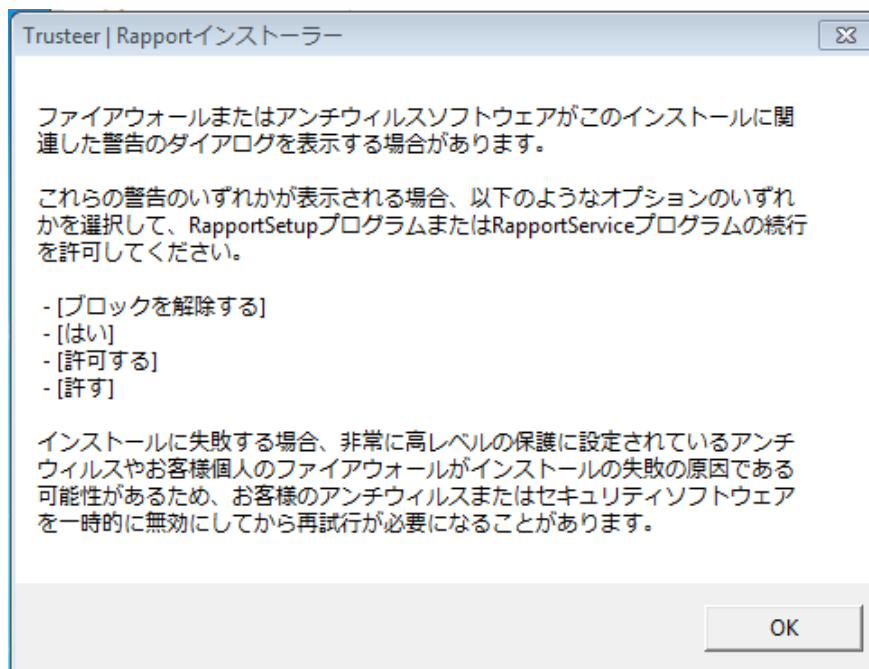 Trusteer | Rapportインストーラー
ファイアウォールまたはアンチウィルスソフトウェアがこのインストールに関
連した警告のダイアログを表示する場合があります。
これらの警告のいずれかが表示される場合、以下のようなオプションのいずれ
かを選択して、RapportSetupプログラムまたはRapportServiceプログラムの続行
を許可してください。
- [ブロックを解除する]
- [はい]
- [許可する]
- [許す]
インストールに失敗する場合、非常に高レベルの保護に設定されているアンチ
ウィルスやお客様個人のファイアウォールがインストールの失敗の原因である
可能性があるため、お客様のアンチウィルスまたはセキュリティソフトウェア
を一時的に無効にしてから再試行が必要になることがあります。
OK